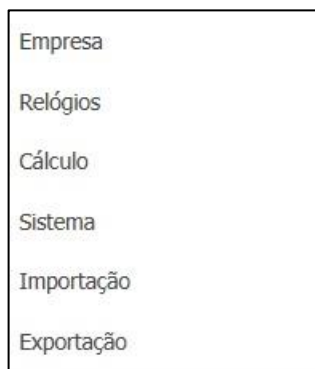 Empresa
Relógios
Cálculo
Sistema
Importação
Exportação